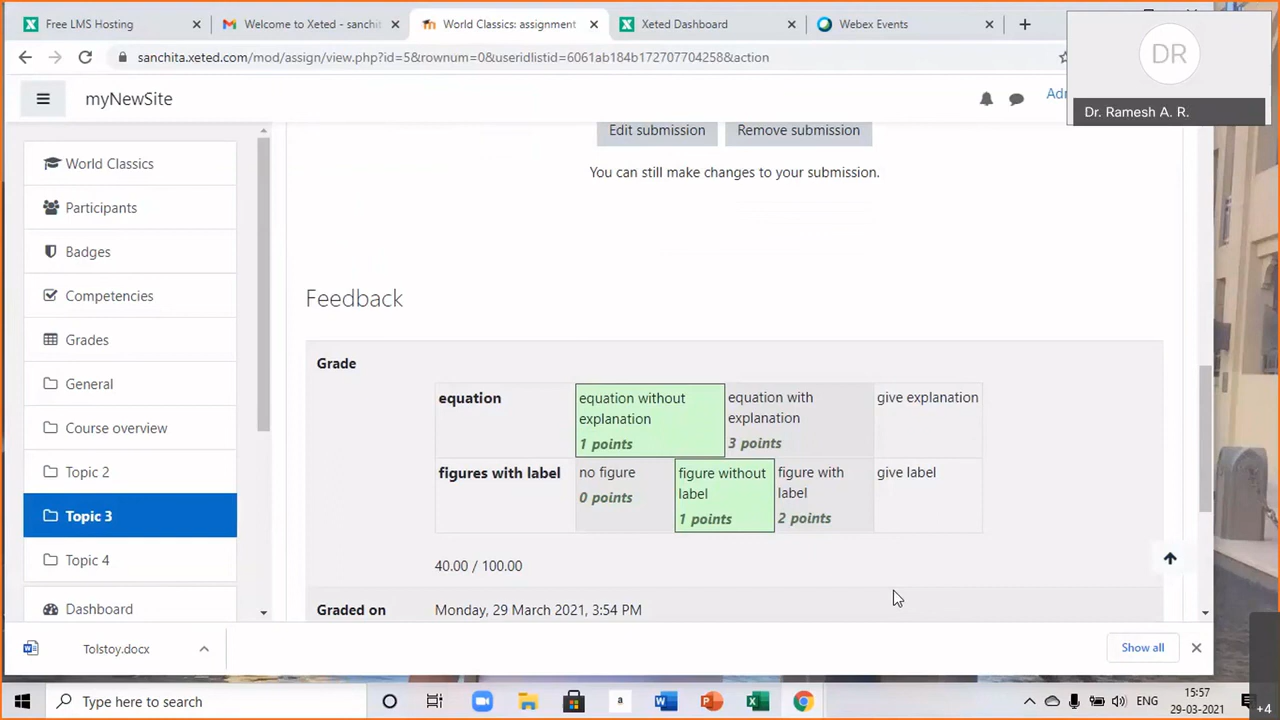 Free LMS Hosting
Welcome to Xeted - sanchit
World Classics: assignment
Xeted Dashboard
Webex Events
sanchita.xeted.com/mod/assign/view.php?id=5&rownum=0&useridlistid=6061ab184b172707704258&action
DR
Dr. Ramesh A. R.
myNewSite
Adr
World Classics
Participants
Badges
Competencies
Grades
General
Course overview
Topic 2
Topic 3
Topic 4
Dashboard
Edit submission
Remove submission
You can still make changes to your submission.
Feedback
Grade
equation
equation without
explanation
1 points
equation with
explanation
3 points
give explanation
figures with label
no figure
0 points
figure without
label
1 points
figure with
label
2 points
give label
40.00 / 100.00
Graded on
Monday, 29 March 2021, 3:54 PM
Tolstoy.docx
Show all
Type here to search
a
ENG
15:57
29-03-2021
+4